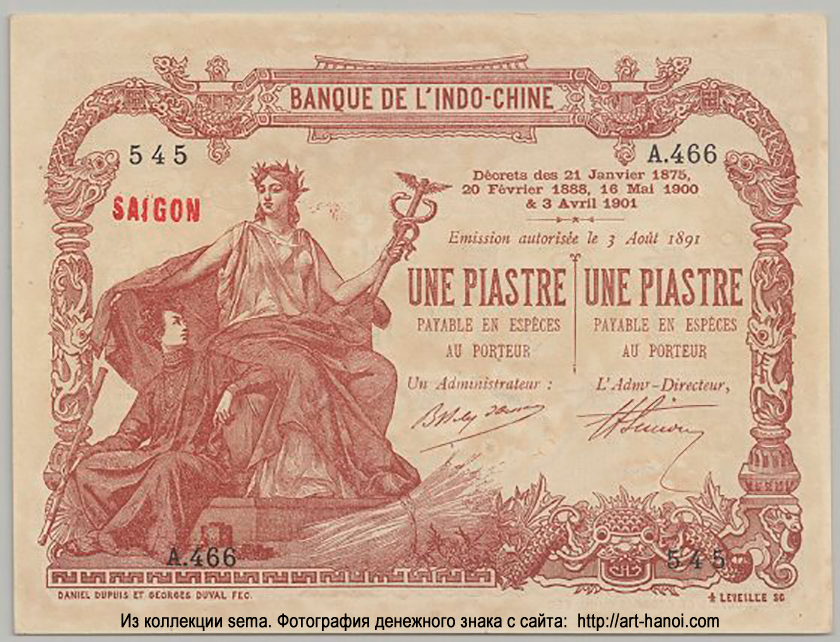 BANQUE DE L'INDO-CHINE
545
A.466
SAIGON
Décrets des 21 Janvier 1875,
20 Février 1888, 16 Mai 1900
& 3 Avril 1901
Emission autorisée le 3 Août 1891
UNE PIASTRE
PAYABLE EN ESPÈCES
AU PORTEUR
Un Administrateur :
UNE PIASTRE
PAYABLE EN ESPÈCES
AU PORTEUR
L'Admr-Directeur,
A.466
545
DANIEL DUPUIS ET GEORGES DUVAL FEC.
LEVEILLE SC
Из коллекции sema. Фотография денежного знака с сайта: http://art-hanoi.com